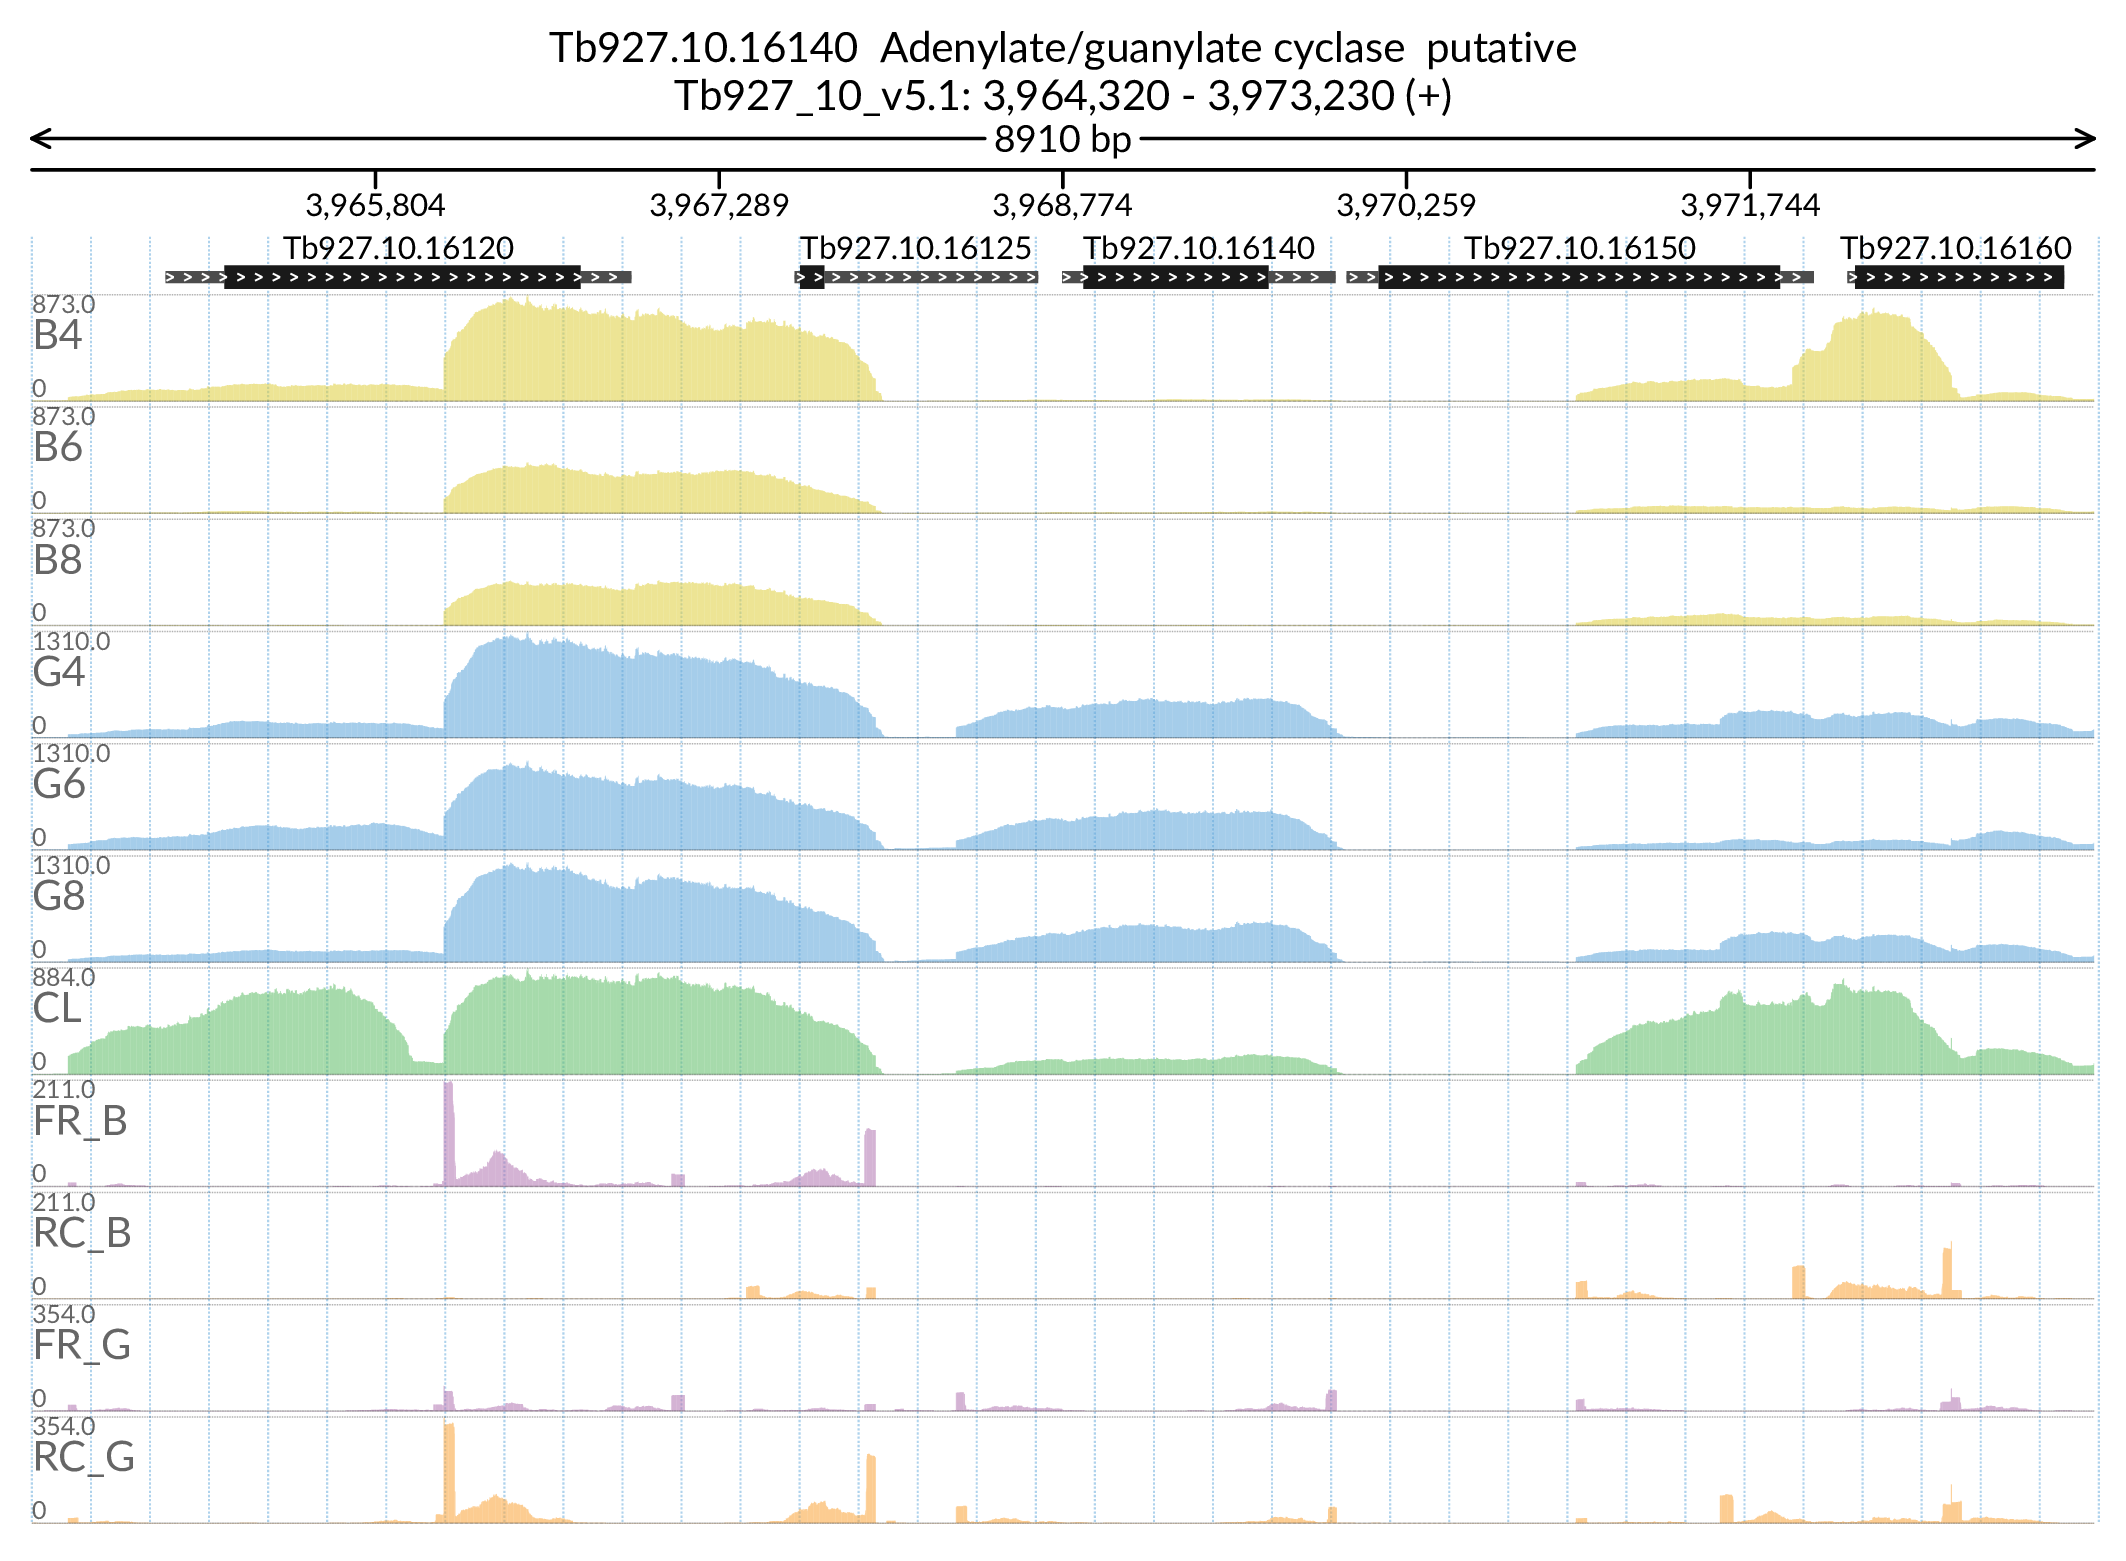 Tb927.10.16140  Adenylate/guanylate cyclase  putative
Tb927_10_v5.1: 3,964,320 - 3,973,230 (+)
8910 bp
3,965,804 3,967,289 3,968,774 3,970,259 3,971,744
Tb927.10.16120 Tb927.10.16125 Tb927.10.16140 Tb927.10.16150 Tb927.10.16160
873.0
B4
0
873.0
B6
0
873.0
B8
0
1310.0
G4
0
1310.0
G6
0
1310.0
G8
0
884.0
CL
0
211.0
FR_B
0
211.0
RC_B
0
354.0
FR_G
0
354.0
RC_G
0